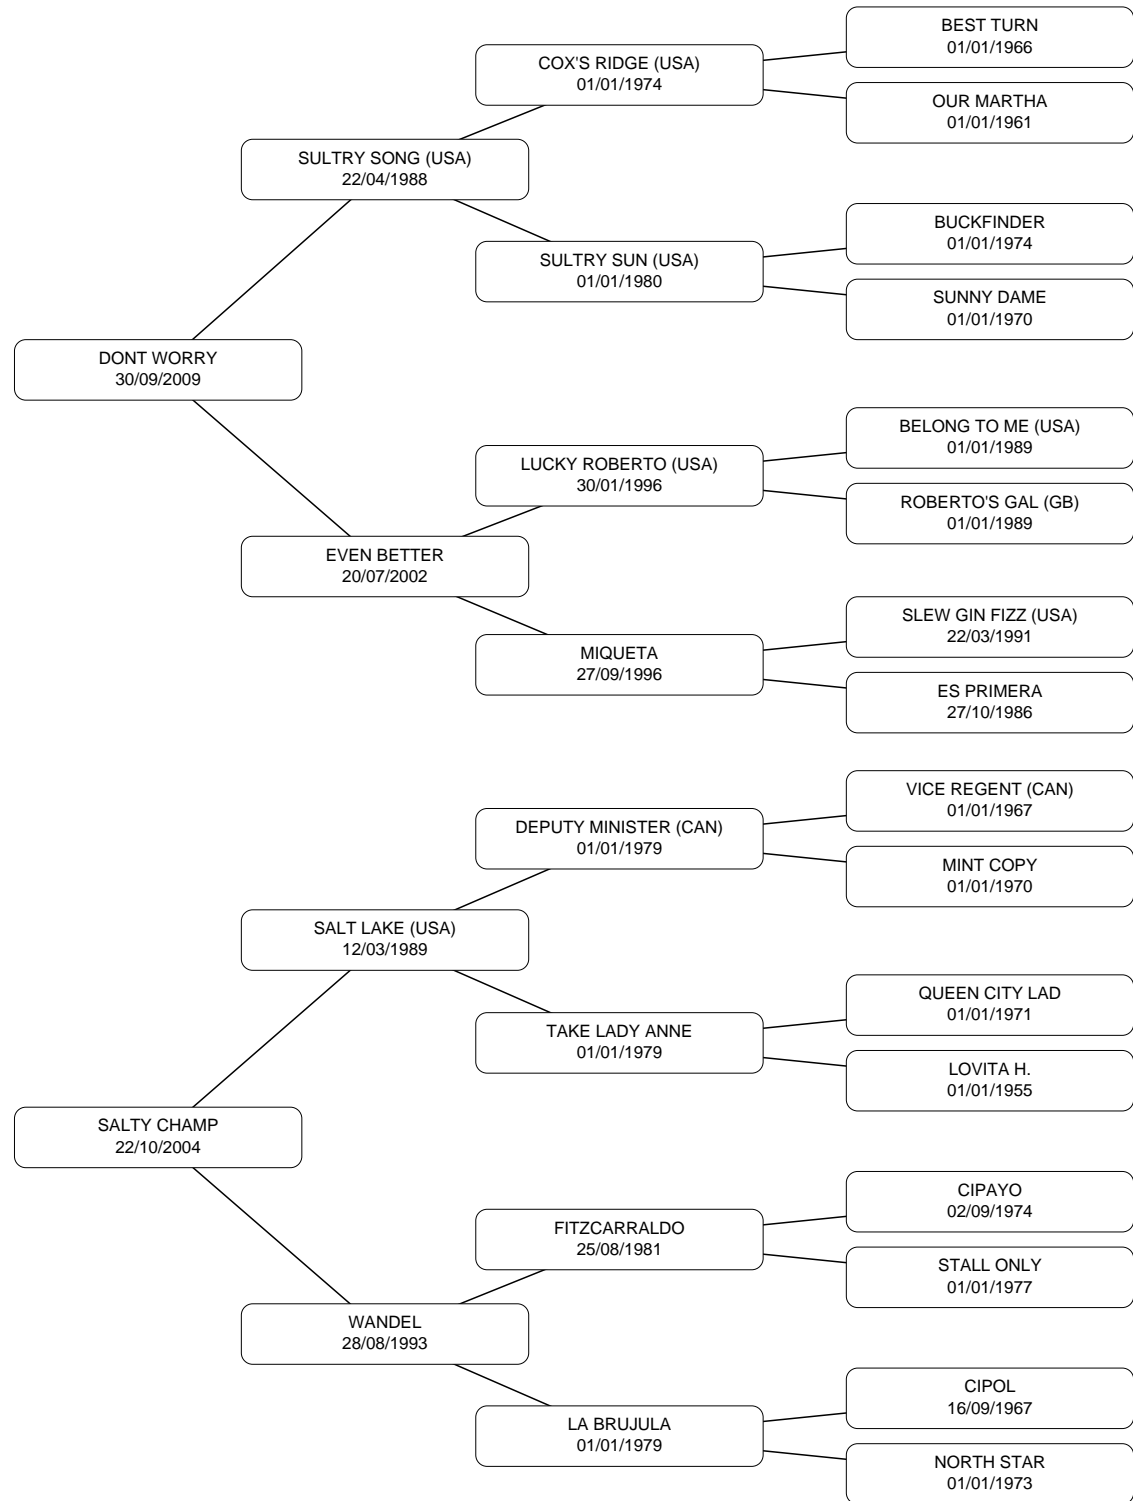 BEST TURN
01/01/1966
COX'S RIDGE (USA)
01/01/1974
OUR MARTHA
01/01/1961
SULTRY SONG (USA)
22/04/1988
BUCKFINDER
01/01/1974
SULTRY SUN (USA)
01/01/1980
SUNNY DAME
01/01/1970
DONT WORRY
30/09/2009
BELONG TO ME (USA)
01/01/1989
LUCKY ROBERTO (USA)
30/01/1996
ROBERTO'S GAL (GB)
01/01/1989
EVEN BETTER
20/07/2002
SLEW GIN FIZZ (USA)
22/03/1991
MIQUETA
27/09/1996
ES PRIMERA
27/10/1986
VICE REGENT (CAN)
01/01/1967
DEPUTY MINISTER (CAN)
01/01/1979
MINT COPY
01/01/1970
SALT LAKE (USA)
12/03/1989
QUEEN CITY LAD
01/01/1971
TAKE LADY ANNE
01/01/1979
LOVITA H.
01/01/1955
SALTY CHAMP
22/10/2004
CIPAYO
02/09/1974
FITZCARRALDO
25/08/1981
STALL ONLY
01/01/1977
WANDEL
28/08/1993
CIPOL
16/09/1967
LA BRUJULA
01/01/1979
NORTH STAR
01/01/1973